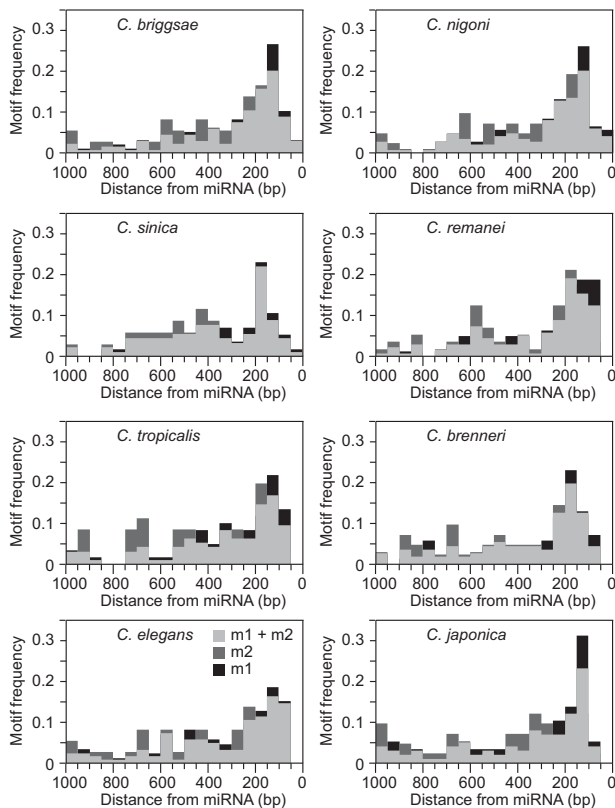 C. briggsae
Motif frequency
0.3
0.2
0.1
0
1000 800 600 400 200 0
Distance from miRNA (bp)
C. nigoni
Motif frequency
0.3
0.2
0.1
0
1000 800 600 400 200 0
Distance from miRNA (bp)
C. sinica
Motif frequency
0.3
0.2
0.1
0
1000 800 600 400 200 0
Distance from miRNA (bp)
C. remanei
Motif frequency
0.3
0.2
0.1
0
1000 800 600 400 200 0
Distance from miRNA (bp)
C. tropicalis
Motif frequency
0.3
0.2
0.1
0
1000 800 600 400 200 0
Distance from miRNA (bp)
C. brenneri
Motif frequency
0.3
0.2
0.1
0
1000 800 600 400 200 0
Distance from miRNA (bp)
C. elegans
m1 + m2
m2
m1
Motif frequency
0.3
0.2
0.1
0
1000 800 600 400 200 0
Distance from miRNA (bp)
C. japonica
Motif frequency
0.3
0.2
0.1
0
1000 800 600 400 200 0
Distance from miRNA (bp)